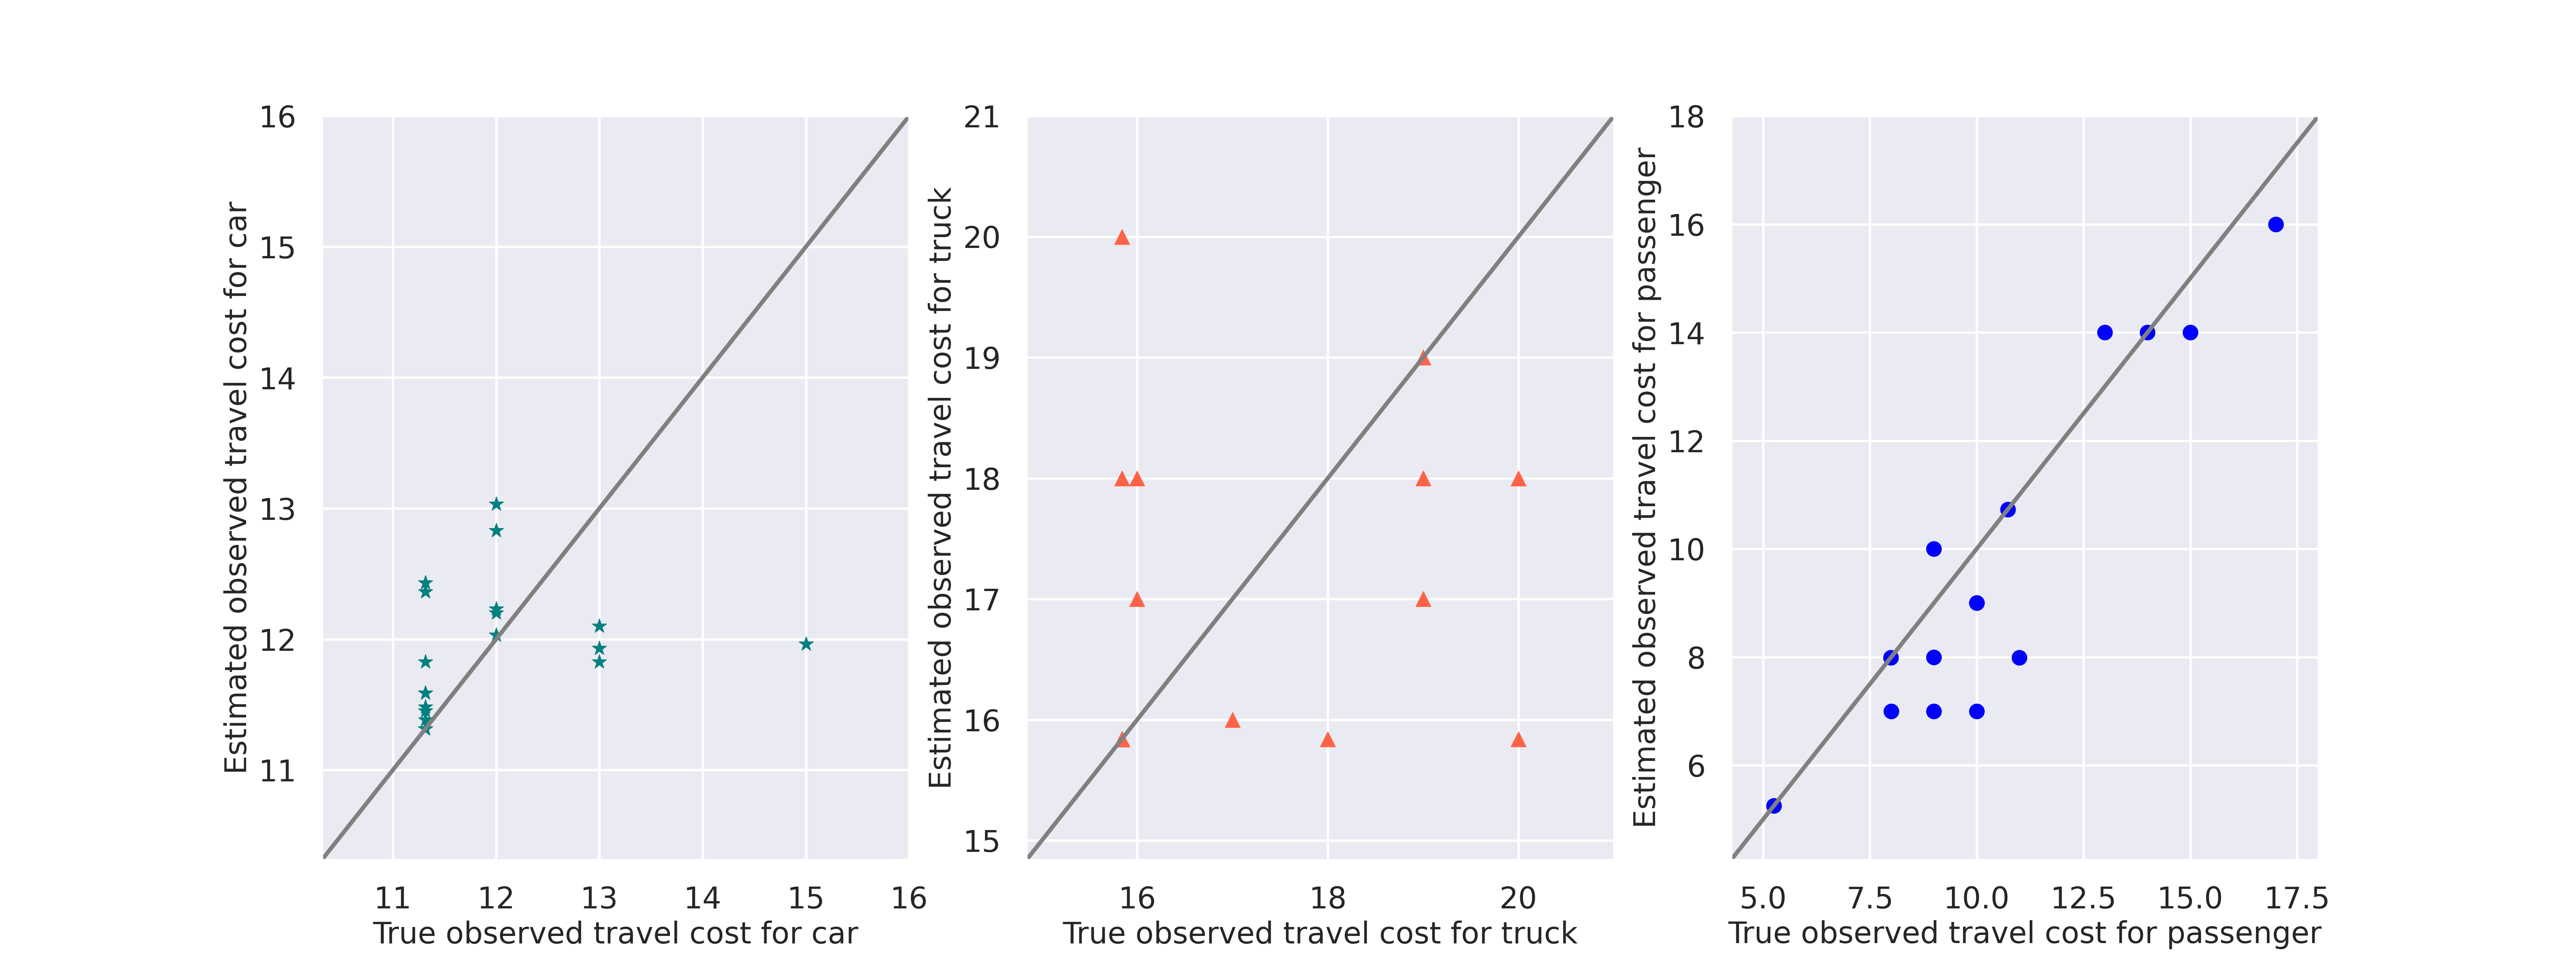 16
15
14
13
12
11
Estimated observed travel cost for car
11 12 13 14 15 16
True observed travel cost for car
21
20
19
18
17
16
15
Estimated observed travel cost for truck
16 18 20
True observed travel cost for truck
18
16
14
12
10
8
6
Estimated observed travel cost for passenger
5.0 7.5 10.0 12.5 15.0 17.5
True observed travel cost for passenger